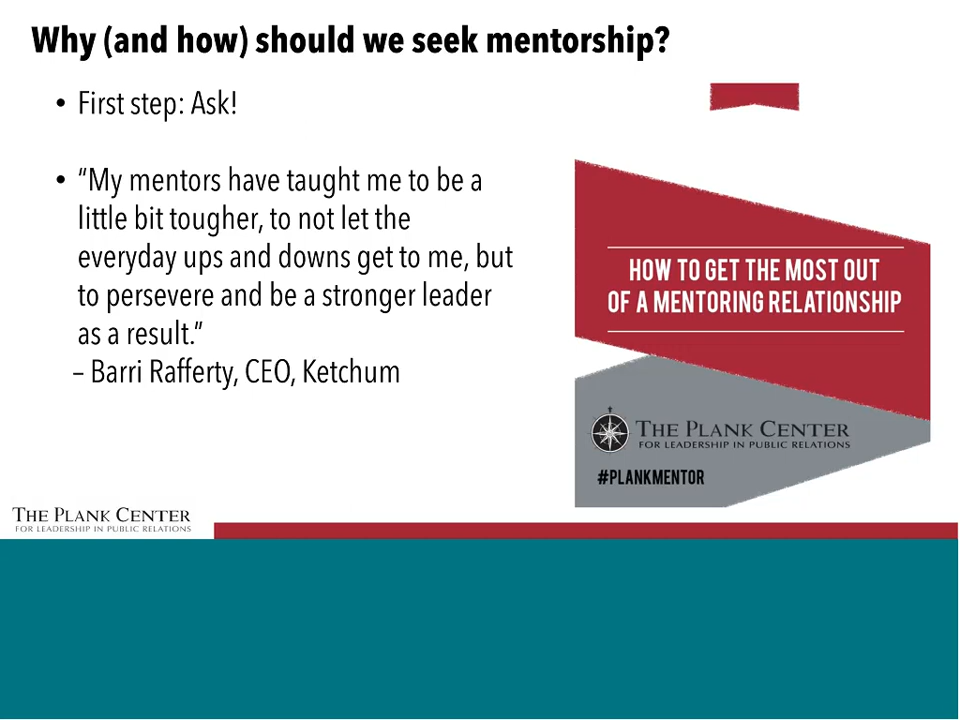 Why (and how) should we seek mentorship?
• First step: Ask!
• “My mentors have taught me to be a
little bit tougher, to not let the
everyday ups and downs get to me, but
to persevere and be a stronger leader
as a result.”
– Barri Rafferty, CEO, Ketchum
HOW TO GET THE MOST OUT
OF A MENTORING RELATIONSHIP
THE PLANK CENTER
FOR LEADERSHIP IN PUBLIC RELATIONS
#PLANKMENTOR
THE PLANK CENTER
FOR LEADERSHIP IN PUBLIC RELATIONS